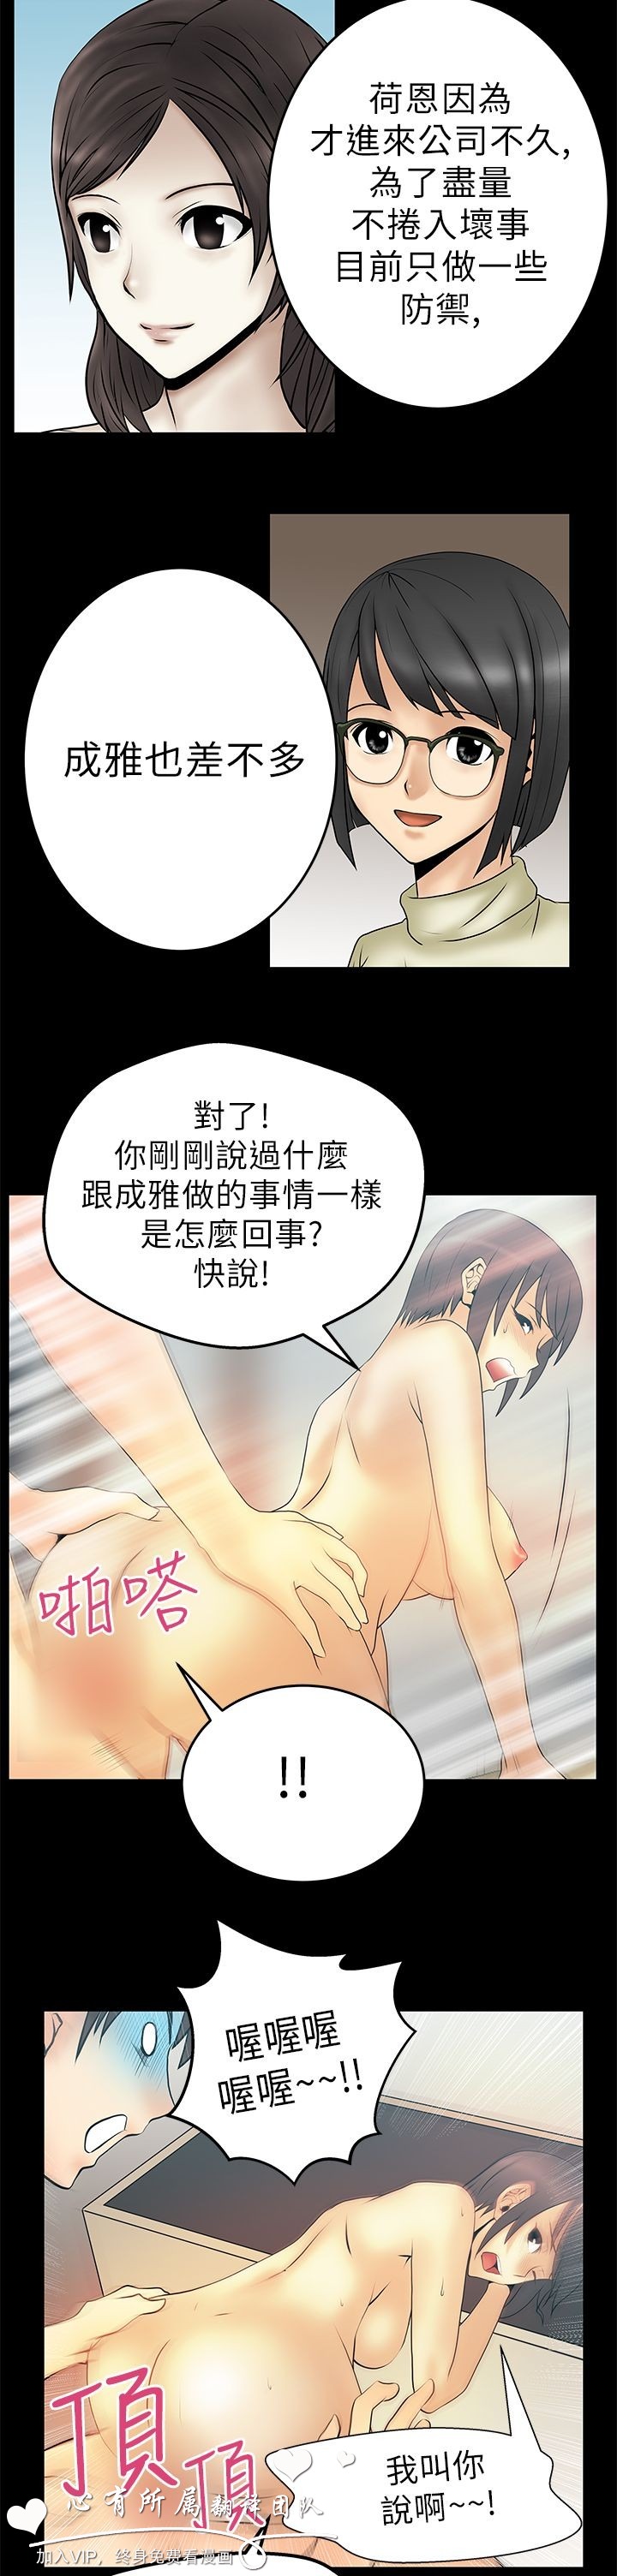 荷恩因為
才進來公司不久,
為了盡量
不捲入壞事
目前只做一些
防禦,
成雅也差不多
對了!
你剛剛說過什麼
跟成雅做的事情一樣
是怎麼回事?
快說!
啪嗒
!!
喔喔喔
喔喔~~!!
頂頂
我叫你
說啊~~!
心有所属翻译团队
加入VIP，终身免费看漫画